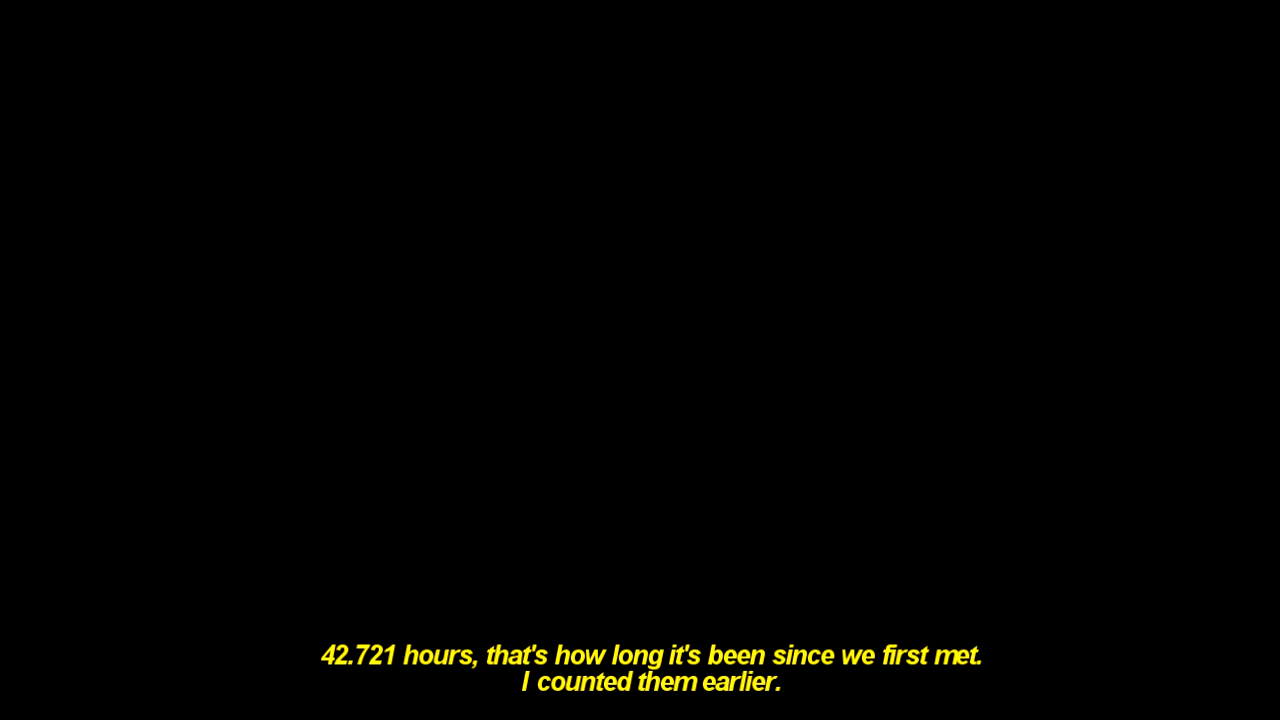 42.721 hours, that's how long it's been since we first met.
I counted them earlier.